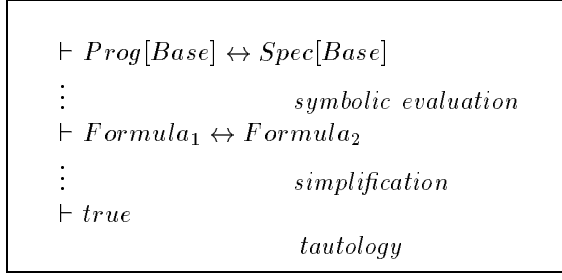 ⊢ Prog[Base] ↔ Spec[Base]
⋮ symbolic evaluation
⊢ Formula₁ ↔ Formula₂
⋮ simplification
⊢ true
tautology